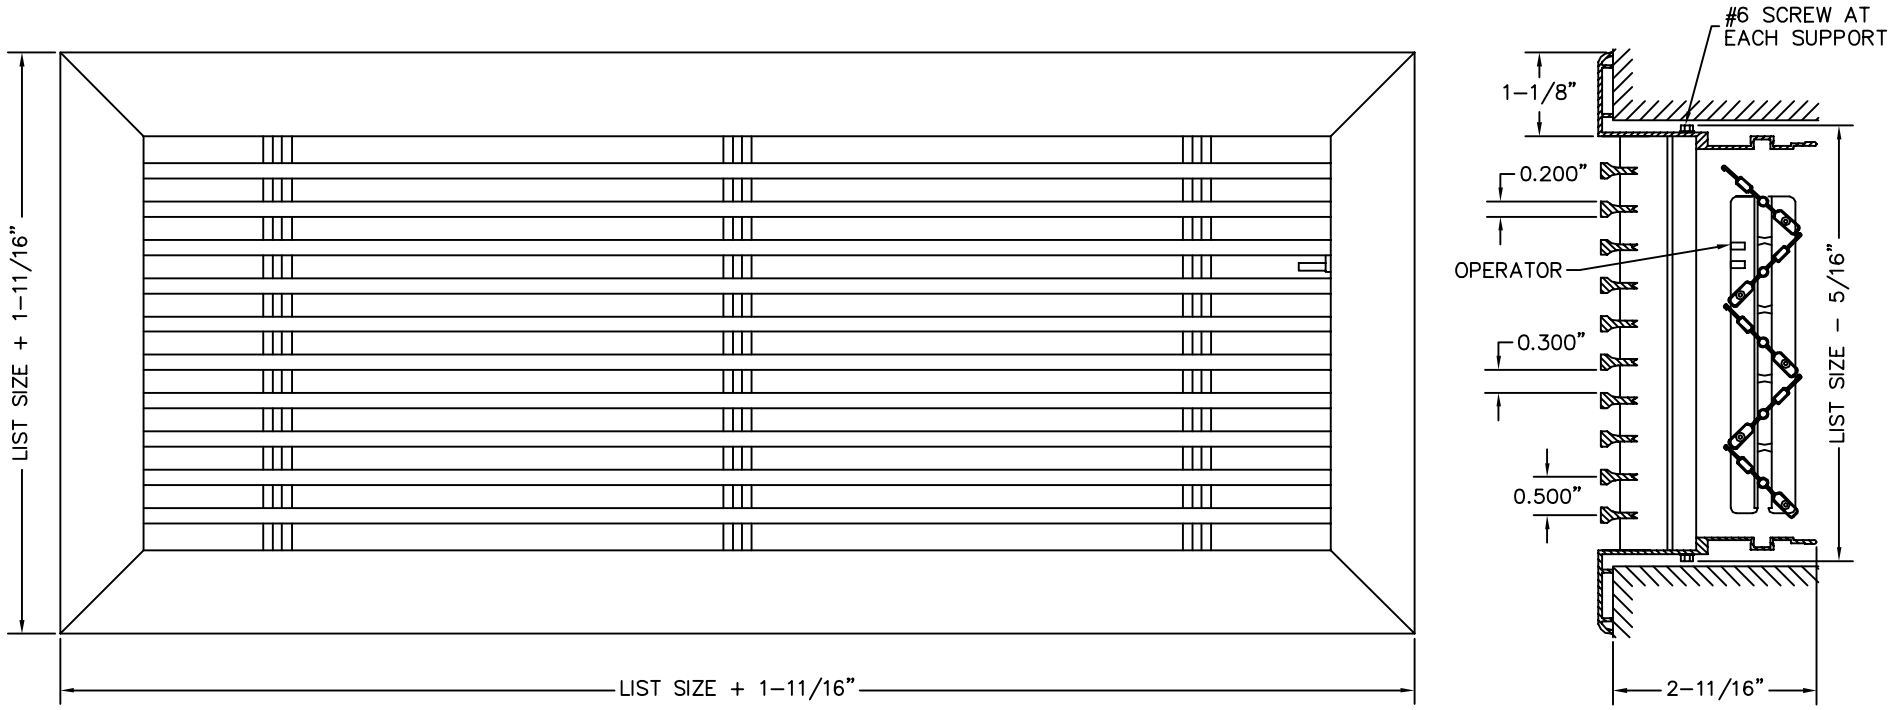 #6 SCREW AT
EACH SUPPORT
1-1/8"
0.200"
LIST SIZE + 1-11/16"
OPERATOR
LIST SIZE - 5/16"
0.300"
0.500"
LIST SIZE + 1-11/16"
2-11/16"